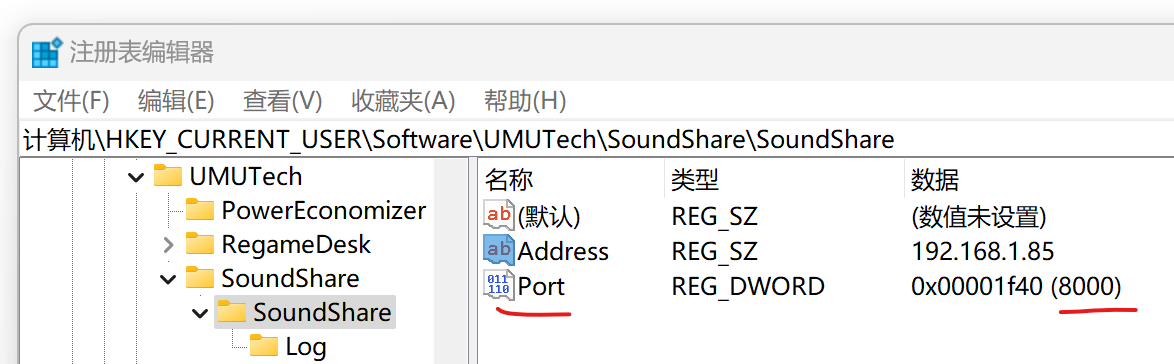 注册表编辑器
文件(F) 编辑(E) 查看(V) 收藏夹(A) 帮助(H)
计算机\HKEY_CURRENT_USER\Software\UMUTech\SoundShare\SoundShare
UMUTech
PowerEconomizer
RegameDesk
SoundShare
SoundShare
Log
名称 类型 数据
(默认) REG_SZ (数值未设置)
Address REG_SZ 192.168.1.85
Port REG_DWORD 0x00001f40 (8000)